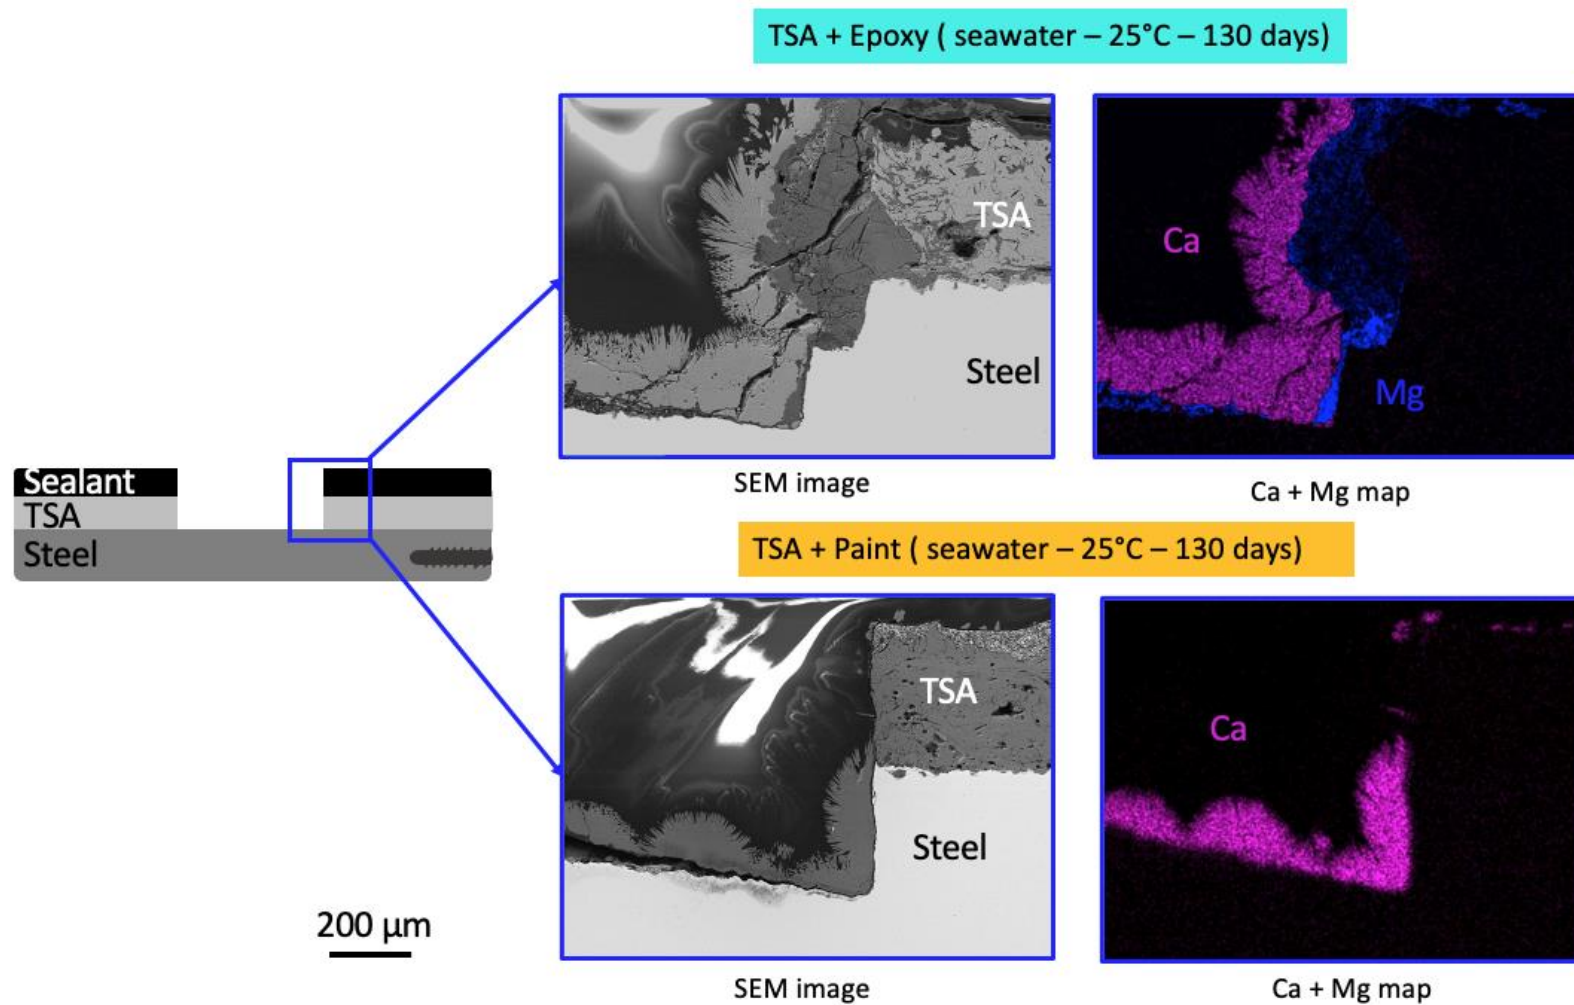 TSA + Epoxy ( seawater – 25°C – 130 days)
TSA
Steel
Ca
Mg
SEM image
Ca + Mg map
Sealant
TSA
Steel
TSA + Paint ( seawater – 25°C – 130 days)
TSA
Steel
Ca
200 µm
SEM image
Ca + Mg map